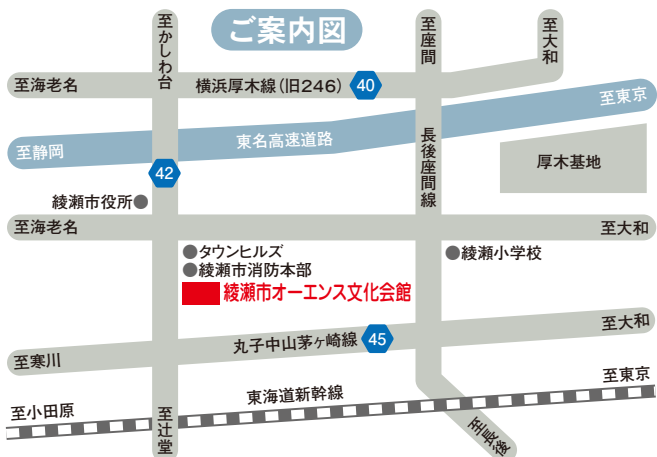 ご案内図
至かしわ台
至座間
至大和
至海老名
横浜厚木線(旧246)
40
至東京
至静岡
東名高速道路
長後座間線
厚木基地
42
綾瀬市役所
至海老名
至大和
タウンヒルズ
綾瀬市消防本部
綾瀬小学校
綾瀬市オーエンス文化会館
至大和
丸子中山茅ヶ崎線
45
至寒川
至東京
東海道新幹線
至小田原
至辻堂
至長後